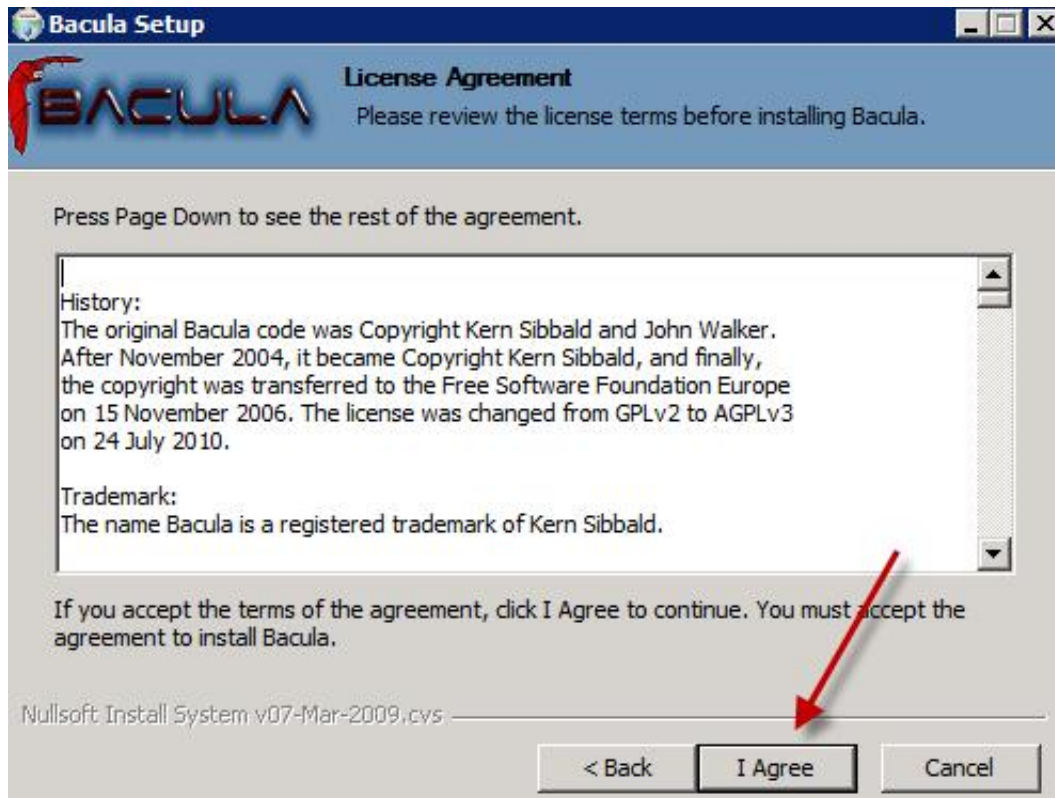 Bacula Setup
BACULA
License Agreement
Please review the license terms before installing Bacula.
Press Page Down to see the rest of the agreement.
History:
The original Bacula code was Copyright Kern Sibbald and John Walker.
After November 2004, it became Copyright Kern Sibbald, and finally,
the copyright was transferred to the Free Software Foundation Europe
on 15 November 2006. The license was changed from GPLv2 to AGPLv3
on 24 July 2010.
Trademark:
The name Bacula is a registered trademark of Kern Sibbald.
If you accept the terms of the agreement, click I Agree to continue. You must accept the
agreement to install Bacula.
Nullsoft Install System v07-Mar-2009.cvs
< Back
I Agree
Cancel